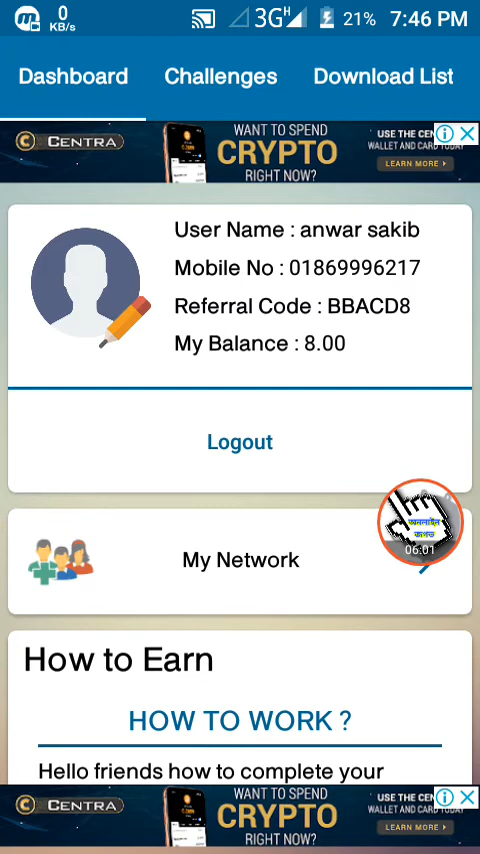 0
KB/s
3G H
21%
7:46 PM
Dashboard
Challenges
Download List
CENTRA
WANT TO SPEND
CRYPTO
RIGHT NOW?
USE THE CEN
WALLET AND CARD TODAY
LEARN MORE
User Name : anwar sakib
Mobile No : 01869996217
Referral Code : BBACD8
My Balance : 8.00
Logout
My Network
06:01
How to Earn
HOW TO WORK ?
Hello friends how to complete your
CENTRA
WANT TO SPEND
CRYPTO
RIGHT NOW?
USE THE CEN
WALLET AND CARD TODAY
LEARN MORE